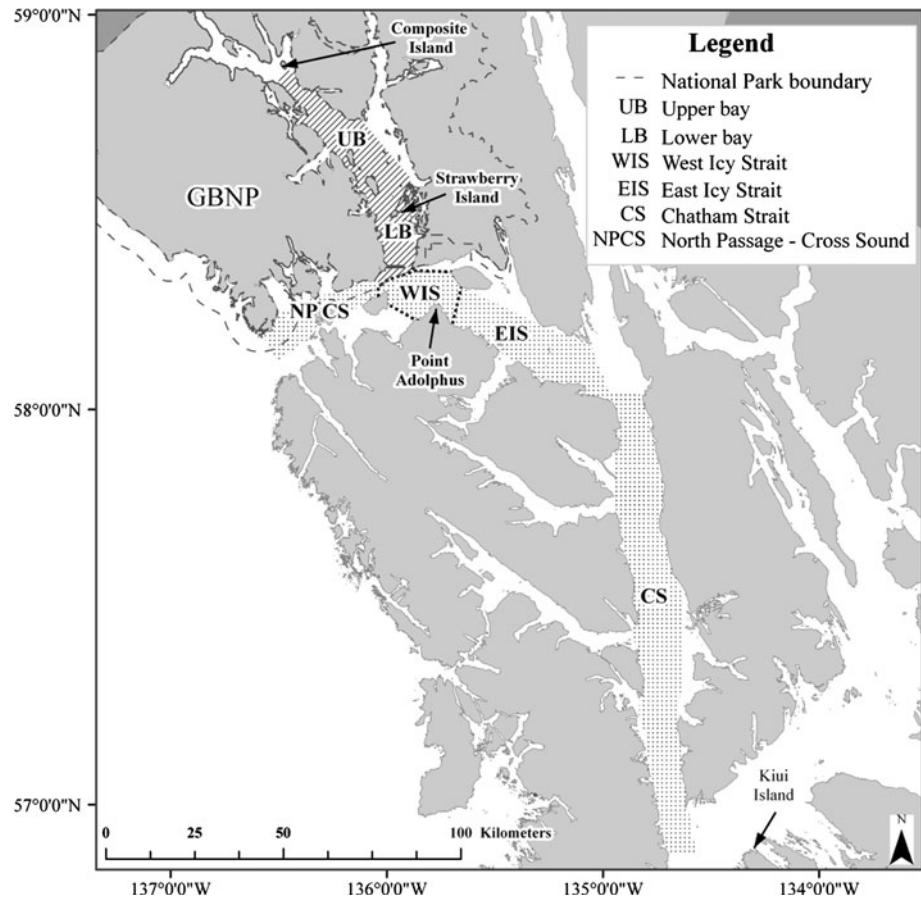 59°0'0"N
Composite
Island
Legend
National Park boundary
UB Upper bay
LB Lower bay
WIS West Icy Strait
EIS East Icy Strait
CS Chatham Strait
NPCS North Passage - Cross Sound
UB
Strawberry
Island
GBNP
LB
WIS
NP CS
EIS
Point
Adolphus
58°0'0"N
CS
57°0'0"N
Kiui
Island
0 25 50 100 Kilometers
N
137°0'0"W 136°0'0"W 135°0'0"W 134°0'0"W